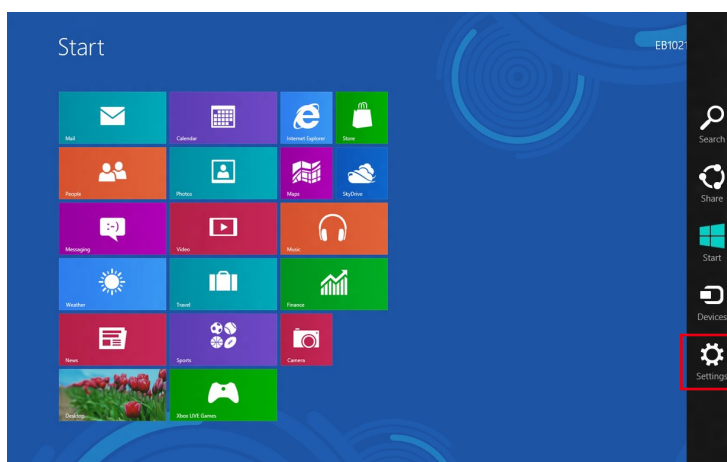 Start
EB1021
Mail
Calendar
Internet Explorer
Store
People
Photos
Maps
SkyDrive
Messaging
:-)
Video
Music
Weather
Travel
Finance
News
Sports
Camera
Desktop
Xbox LIVE Games
Search
Share
Start
Devices
Settings